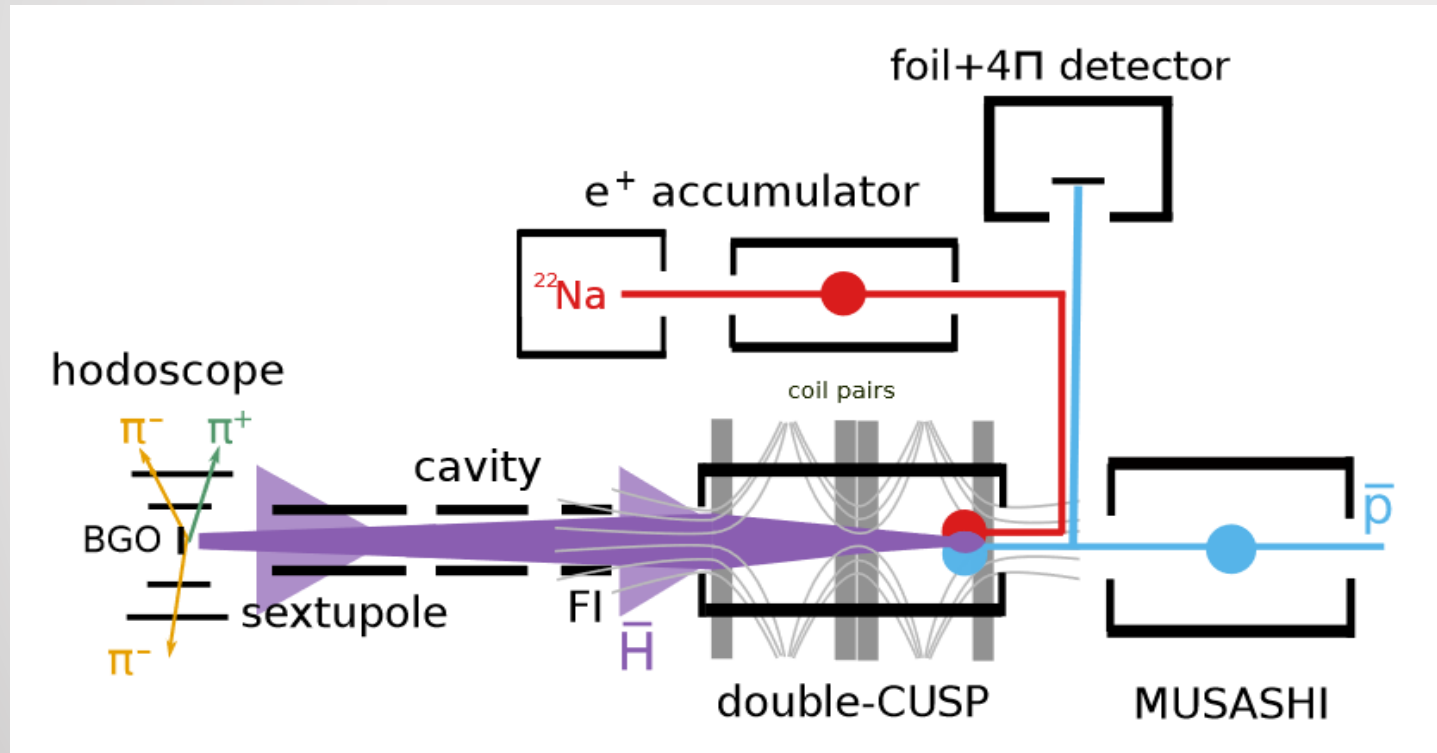 foil+4Π detector
e⁺ accumulator
²²Na
coil pairs
hodoscope
π⁻ π⁺
cavity
BGO
p̅
sextupole
FI
H̅
π⁻
double-CUSP
MUSASHI